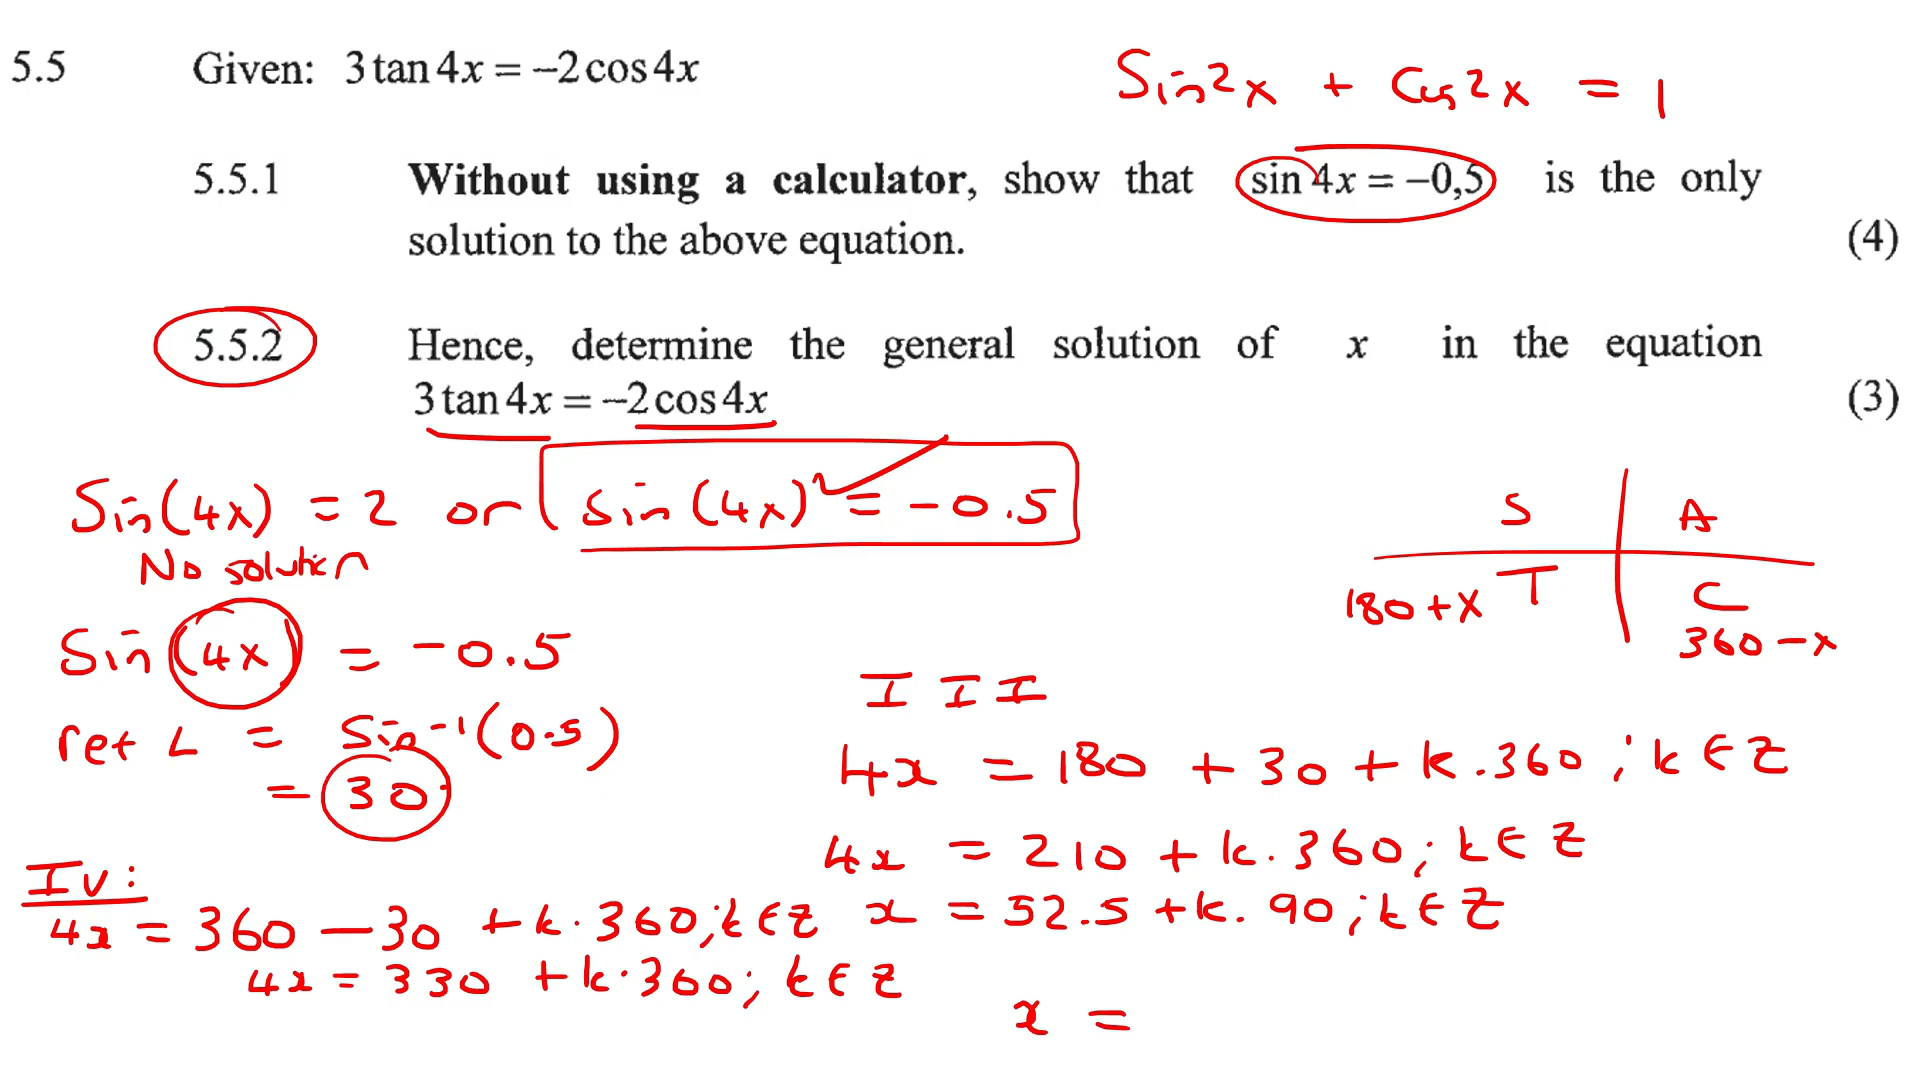 5.5 Given: 3 tan 4x = −2 cos 4x
Sin²x + Cos²x = 1
5.5.1 Without using a calculator, show that sin 4x = −0,5 is the only
solution to the above equation. (4)
5.5.2 Hence, determine the general solution of x in the equation
3 tan 4x = −2 cos 4x (3)
Sin(4x) = 2 or sin(4x) = -0.5
No solution
S A
T C
180+x
360-x
Sin(4x) = -0.5
ref ∠ = Sin⁻¹(0.5)
= 30
III
4x = 180 + 30 + k.360 ; k ∈ Z
4x = 210 + k.360 ; k ∈ Z
x = 52.5 + k.90 ; k ∈ Z
IV:
4x = 360 - 30 + k.360 ; k ∈ Z
4x = 330 + k.360 ; k ∈ Z
x =